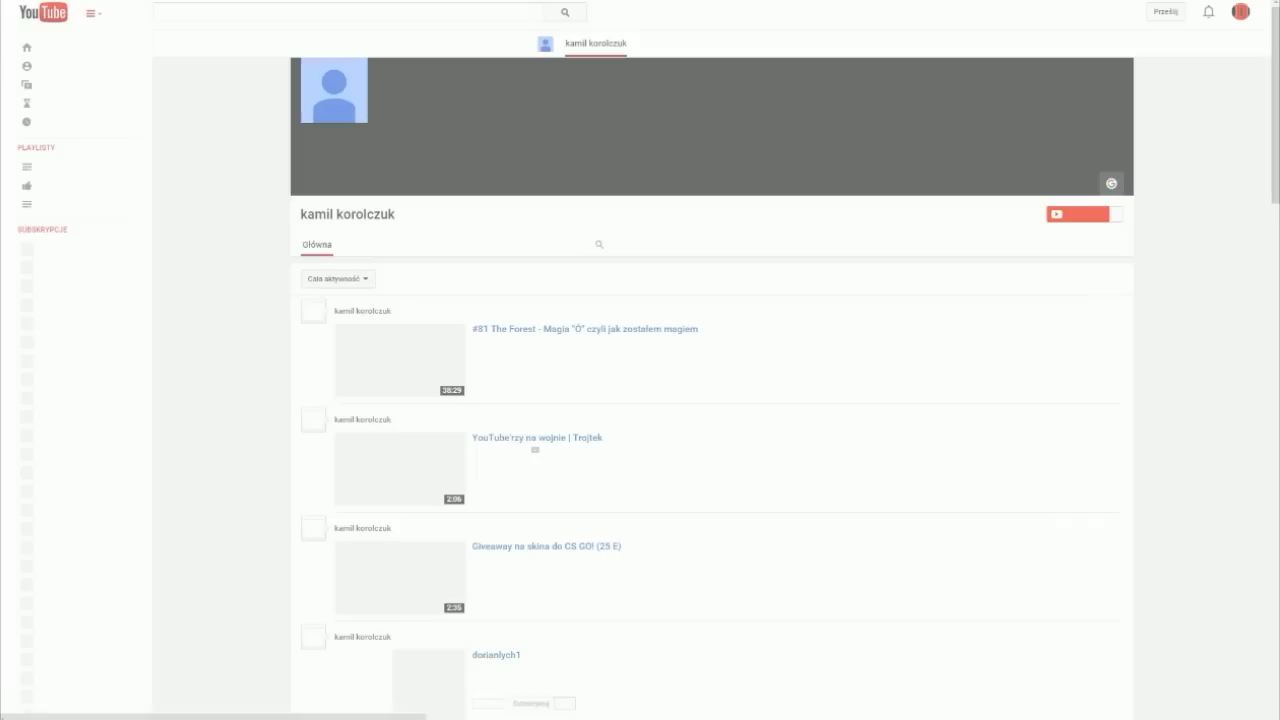 YouTube
Prześlij
kamil korolczuk
PLAYLISTY
SUBSKRYPCJE
kamil korolczuk
Główna
Cała aktywność
kamil korolczuk
#81 The Forest - Magia "Ó" czyli jak zostałem magiem
38:29
kamil korolczuk
YouTube'rzy na wojnie | Trojtek
2:06
kamil korolczuk
Giveaway na skina do CS GO! (25 E)
2:35
kamil korolczuk
dorianlych1
Subskrybuj